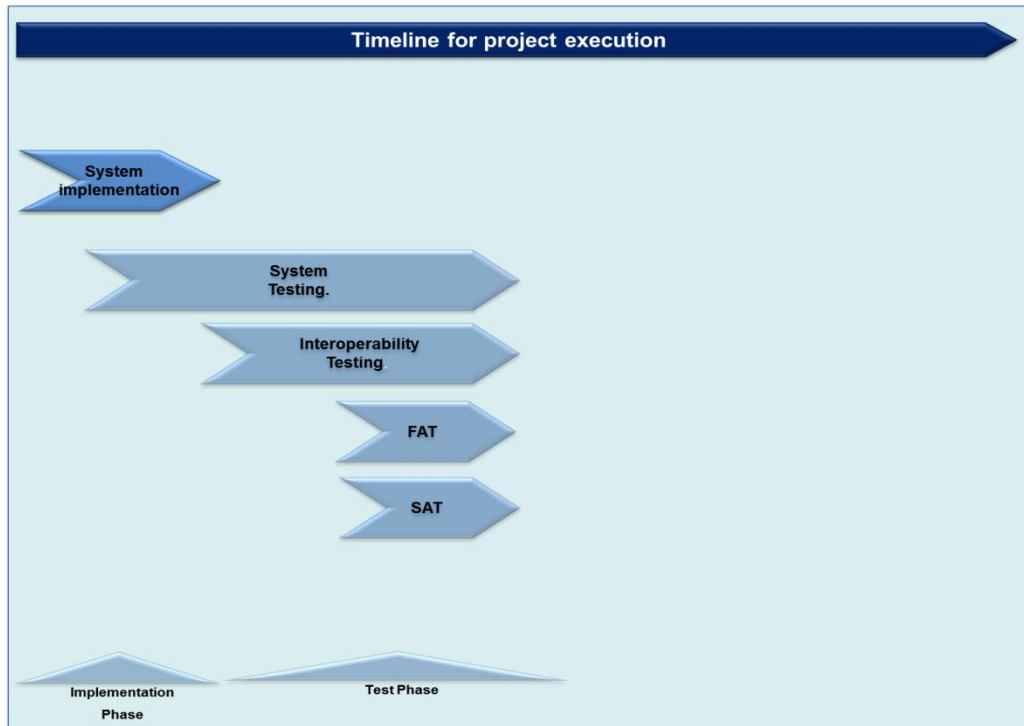 Timeline for project execution
System
implementation
System
Testing.
Interoperability
Testing.
FAT
SAT
Implementation
Phase
Test Phase